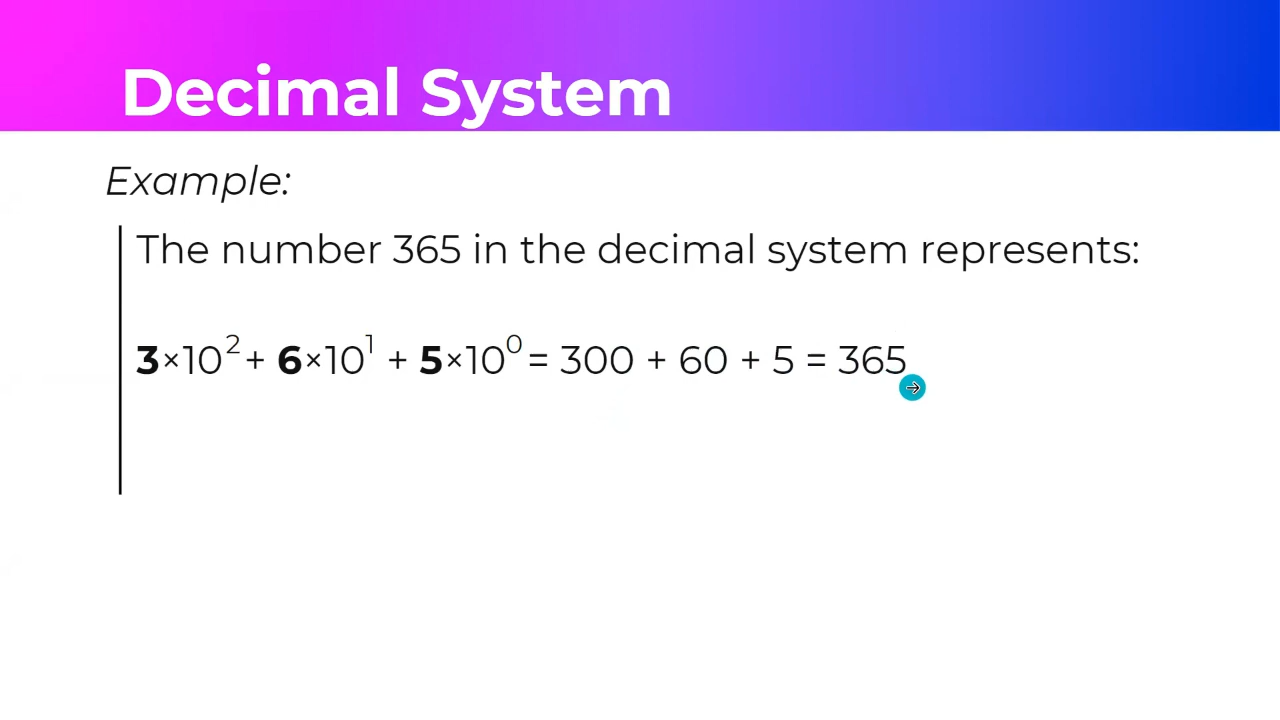 Decimal System
Example:
The number 365 in the decimal system represents:
3×10² + 6×10¹ + 5×10⁰ = 300 + 60 + 5 = 365